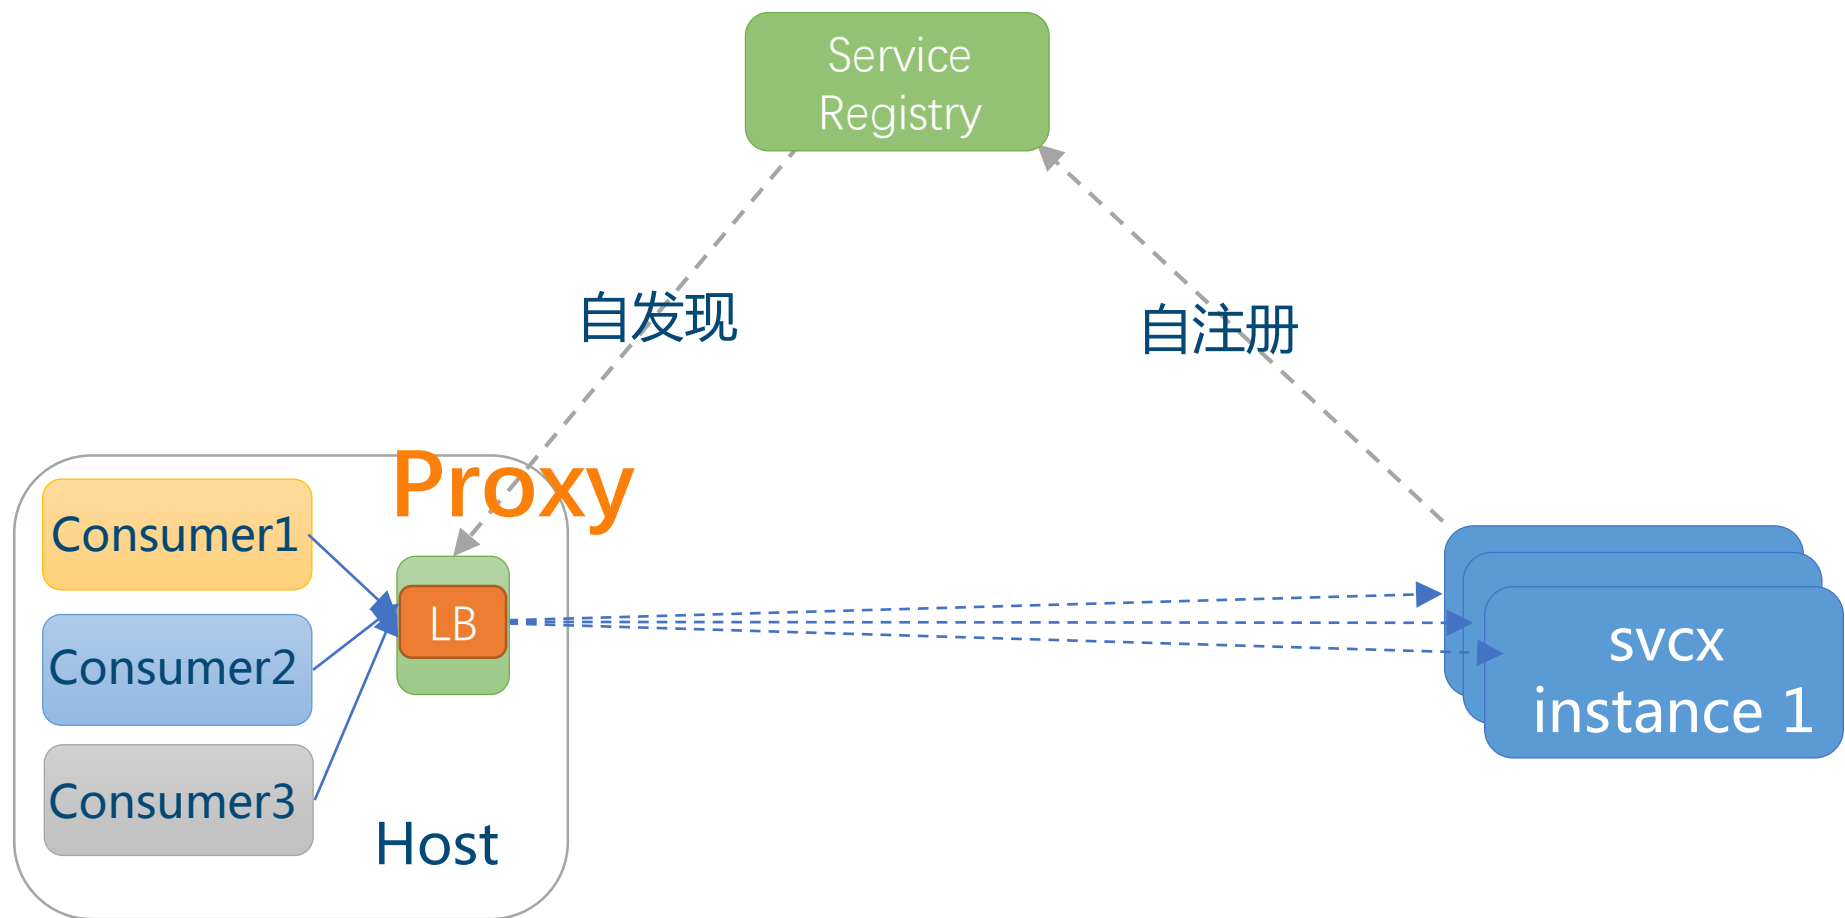 Service
Registry
自发现
自注册
Proxy
Consumer1
LB
Consumer2
svcx
instance 1
Consumer3
Host